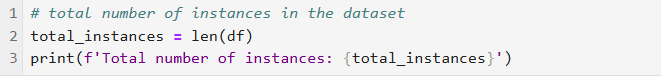 1 # total number of instances in the dataset
2 total_instances = len(df)
3 print(f'Total number of instances: {total_instances}')